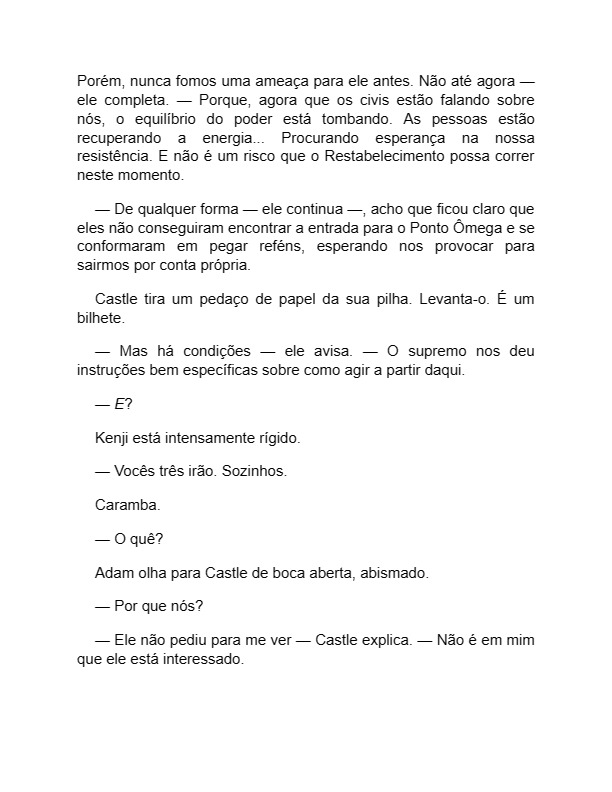 Porém, nunca fomos uma ameaça para ele antes. Não até agora —
ele completa. — Porque, agora que os civis estão falando sobre
nós, o equilíbrio do poder está tombando. As pessoas estão
recuperando a energia... Procurando esperança na nossa
resistência. E não é um risco que o Restabelecimento possa correr
neste momento.
— De qualquer forma — ele continua —, acho que ficou claro que
eles não conseguiram encontrar a entrada para o Ponto Ômega e se
conformaram em pegar reféns, esperando nos provocar para
sairmos por conta própria.
Castle tira um pedaço de papel da sua pilha. Levanta-o. É um
bilhete.
— Mas há condições — ele avisa. — O supremo nos deu
instruções bem específicas sobre como agir a partir daqui.
— E?
Kenji está intensamente rígido.
— Vocês três irão. Sozinhos.
Caramba.
— O quê?
Adam olha para Castle de boca aberta, abismado.
— Por que nós?
— Ele não pediu para me ver — Castle explica. — Não é em mim
que ele está interessado.